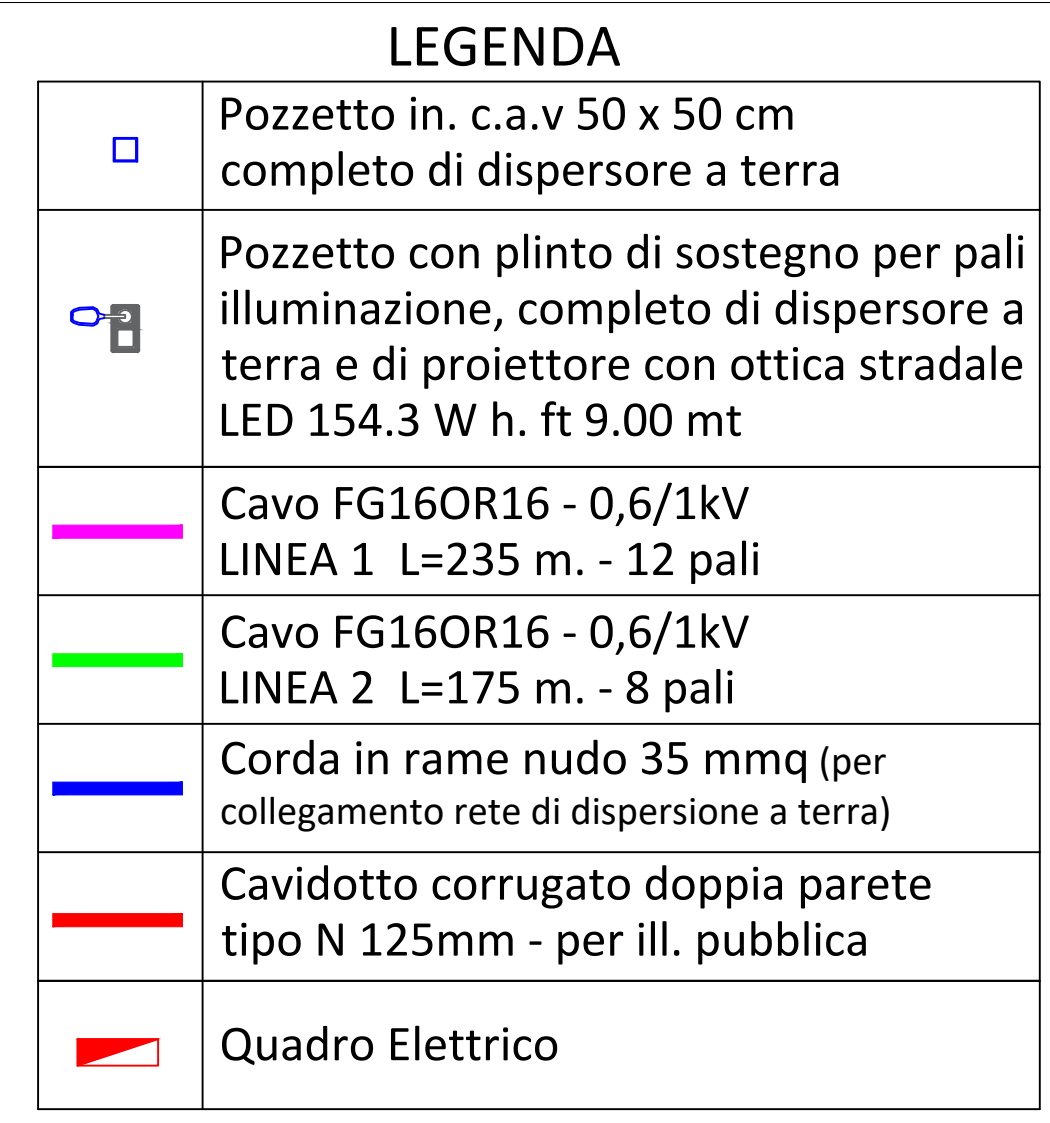 LEGENDA
Pozzetto in. c.a.v 50 x 50 cm
completo di dispersore a terra
Pozzetto con plinto di sostegno per pali
illuminazione, completo di dispersore a
terra e di proiettore con ottica stradale
LED 154.3 W h. ft 9.00 mt
Cavo FG16OR16 - 0,6/1kV
LINEA 1  L=235 m. - 12 pali
Cavo FG16OR16 - 0,6/1kV
LINEA 2  L=175 m. - 8 pali
Corda in rame nudo 35 mmq (per
collegamento rete di dispersione a terra)
Cavidotto corrugato doppia parete
tipo N 125mm - per ill. pubblica
Quadro Elettrico